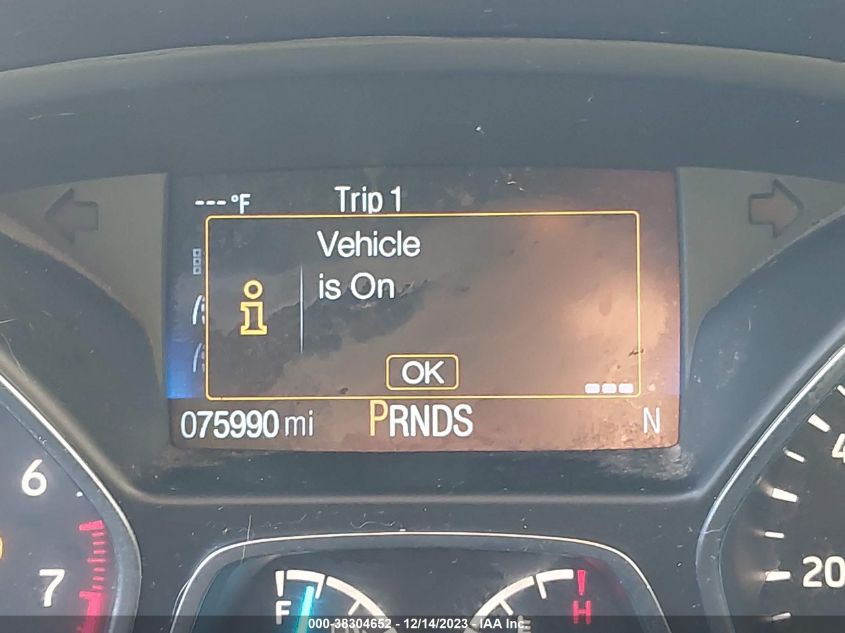 ---°F Trip 1
Vehicle
is On
OK
075990 mi PRNDS N
6
7
20
F H
000-38304652 - 12/14/2023 - IAA Inc.